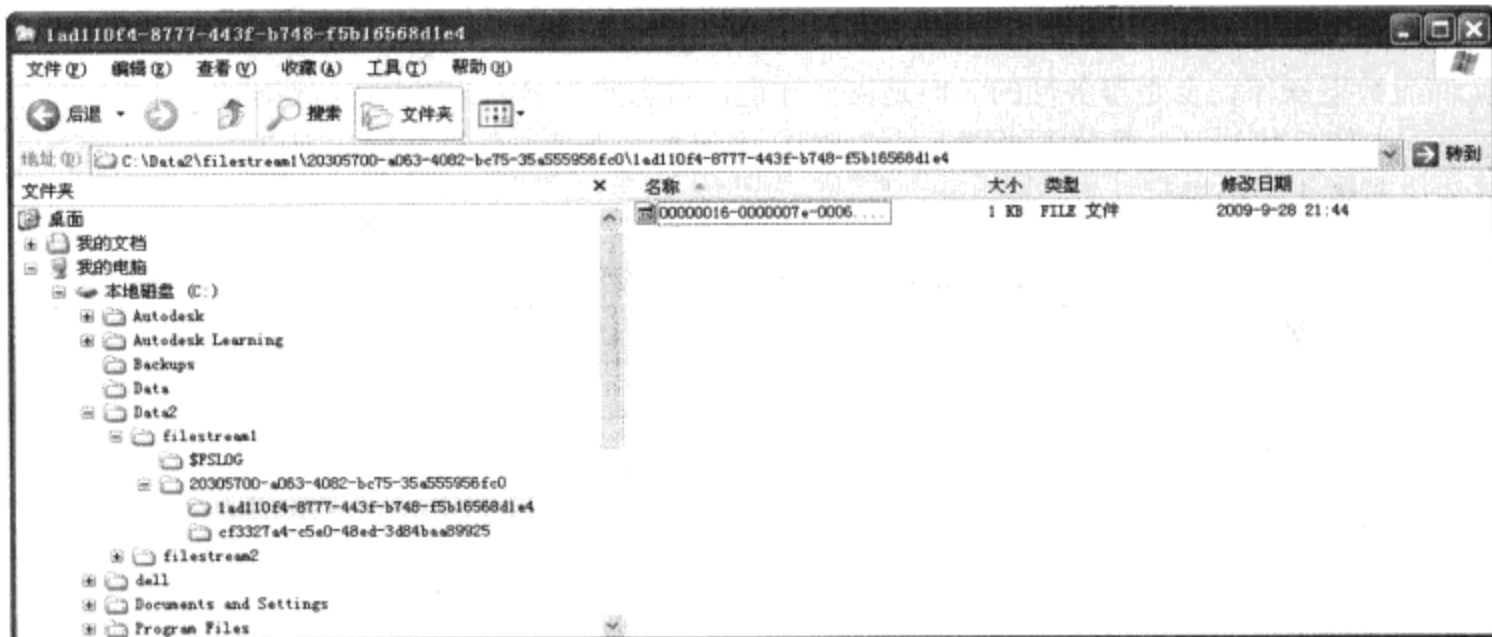 1ad110f4-8777-443f-b748-f5b16568d1e4
文件(F) 编辑(E) 查看(V) 收藏(A) 工具(T) 帮助(H)
后退 搜索 文件夹
地址(D) C:\Data2\filestream1\20305700-a063-4082-bc75-35a555956fc0\1ad110f4-8777-443f-b748-f5b16568d1e4 转到
文件夹 × 名称 大小 类型 修改日期
桌面 00000016-0000007e-0006.... 1 KB FILE 文件 2009-9-28 21:44
我的文档
我的电脑
本地磁盘 (C:)
Autodesk
Autodesk Learning
Backups
Data
Data2
filestream1
$FSLOG
20305700-a063-4082-bc75-35a555956fc0
1ad110f4-8777-443f-b748-f5b16568d1e4
cf3327a4-c5e0-48ed-3d84baa89925
filestream2
dell
Documents and Settings
Program Files